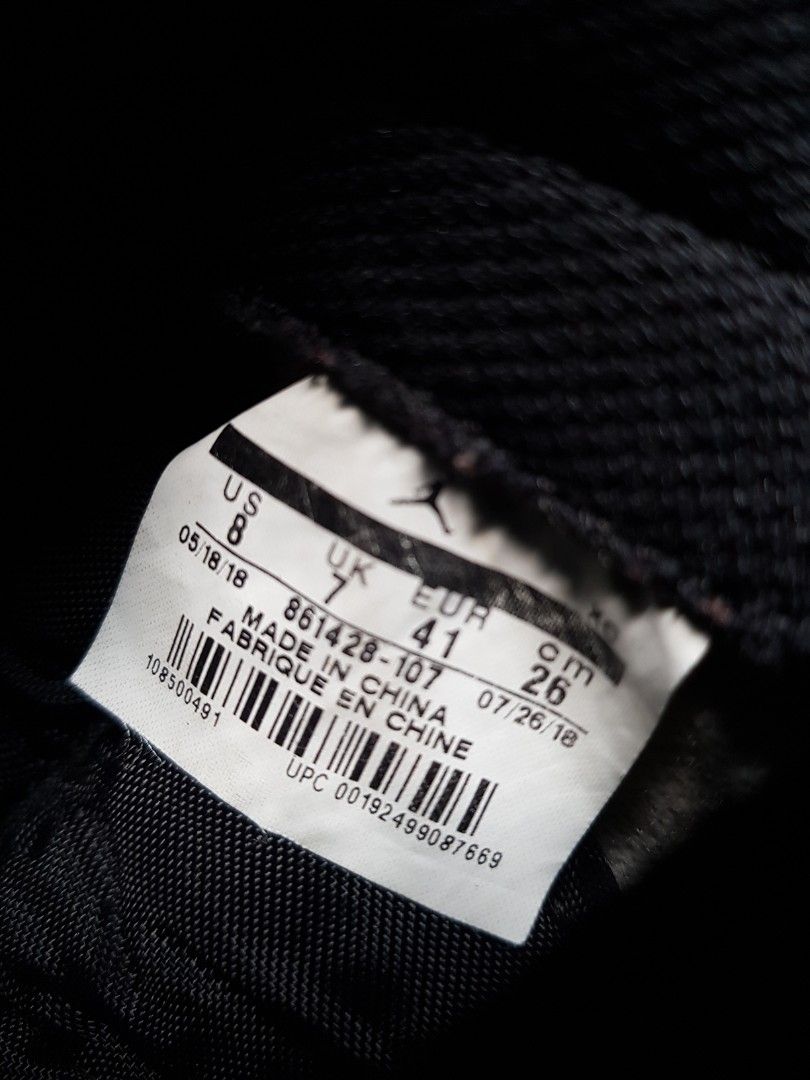 US UK EUR cm
8 7 41 26
05/18/18 861428-107 07/26/18
MADE IN CHINA
FABRIQUE EN CHINE
108500491
UPC 00192499087669